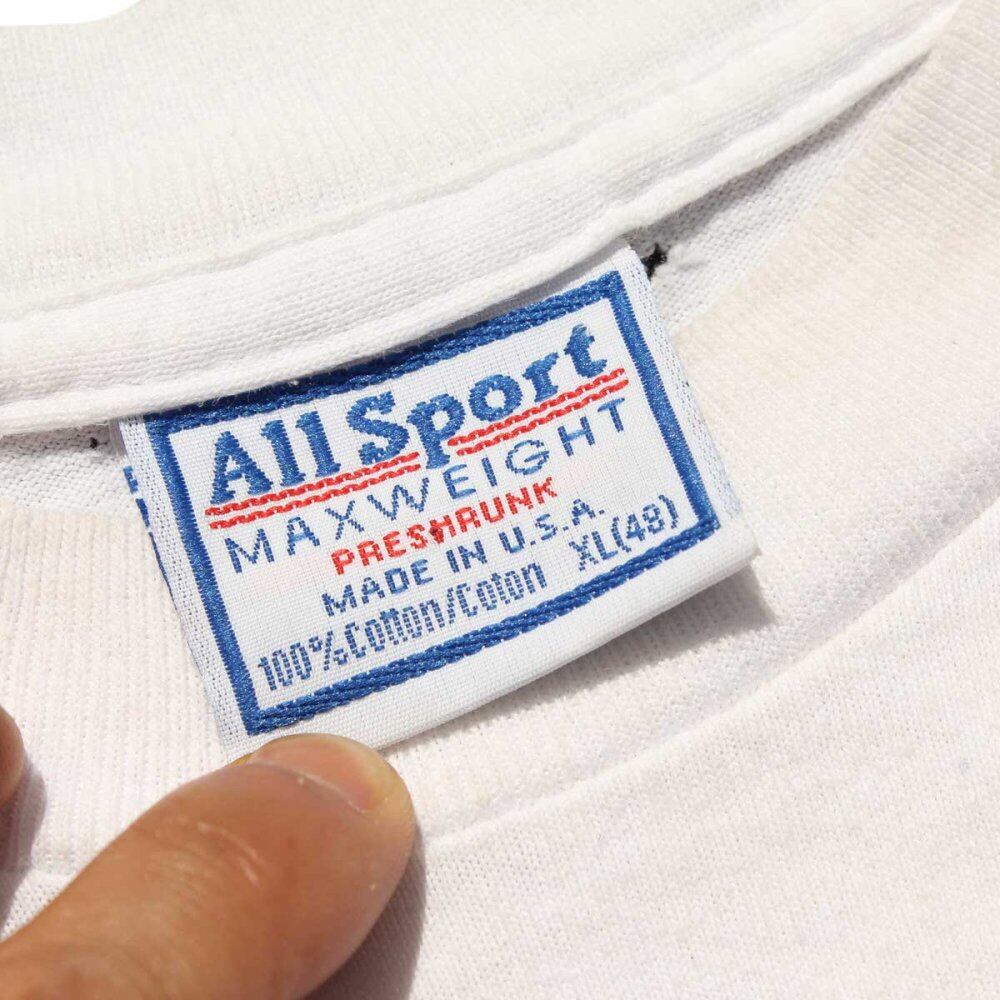 All Sport
MAXWEIGHT
PRESHRUNK
MADE IN U.S.A.
100%Cotton/Coton XL(48)